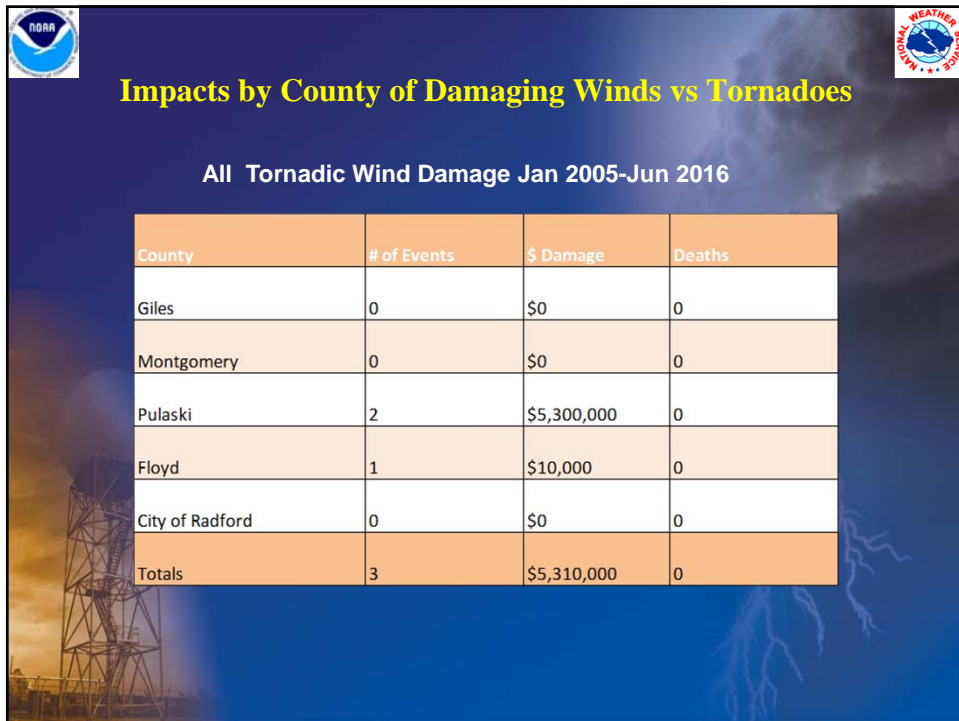 NOAA
NATIONAL WEATHER SERVICE
Impacts by County of Damaging Winds vs Tornadoes
All Tornadic Wind Damage Jan 2005-Jun 2016
County # of Events $ Damage Deaths
Giles 0 $0 0
Montgomery 0 $0 0
Pulaski 2 $5,300,000 0
Floyd 1 $10,000 0
City of Radford 0 $0 0
Totals 3 $5,310,000 0